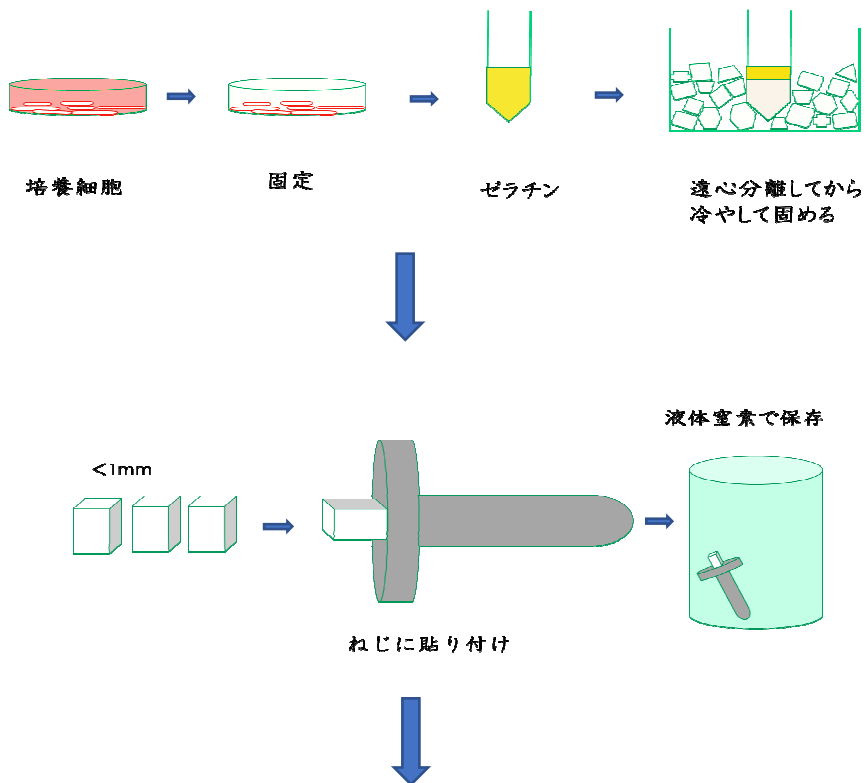 培養細胞
固定
ゼラチン
遠心分離してから
冷やして固める
<1mm
ねじに貼り付け
液体窒素で保存